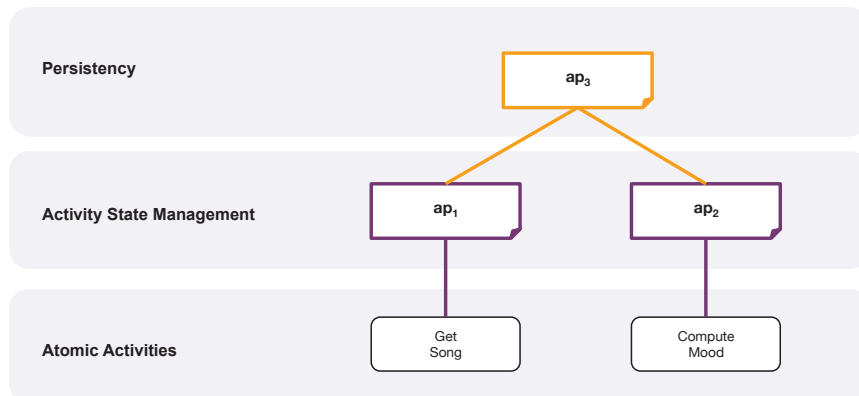 Persistency
ap₃
Activity State Management
ap₁
ap₂
Atomic Activities
Get
Song
Compute
Mood